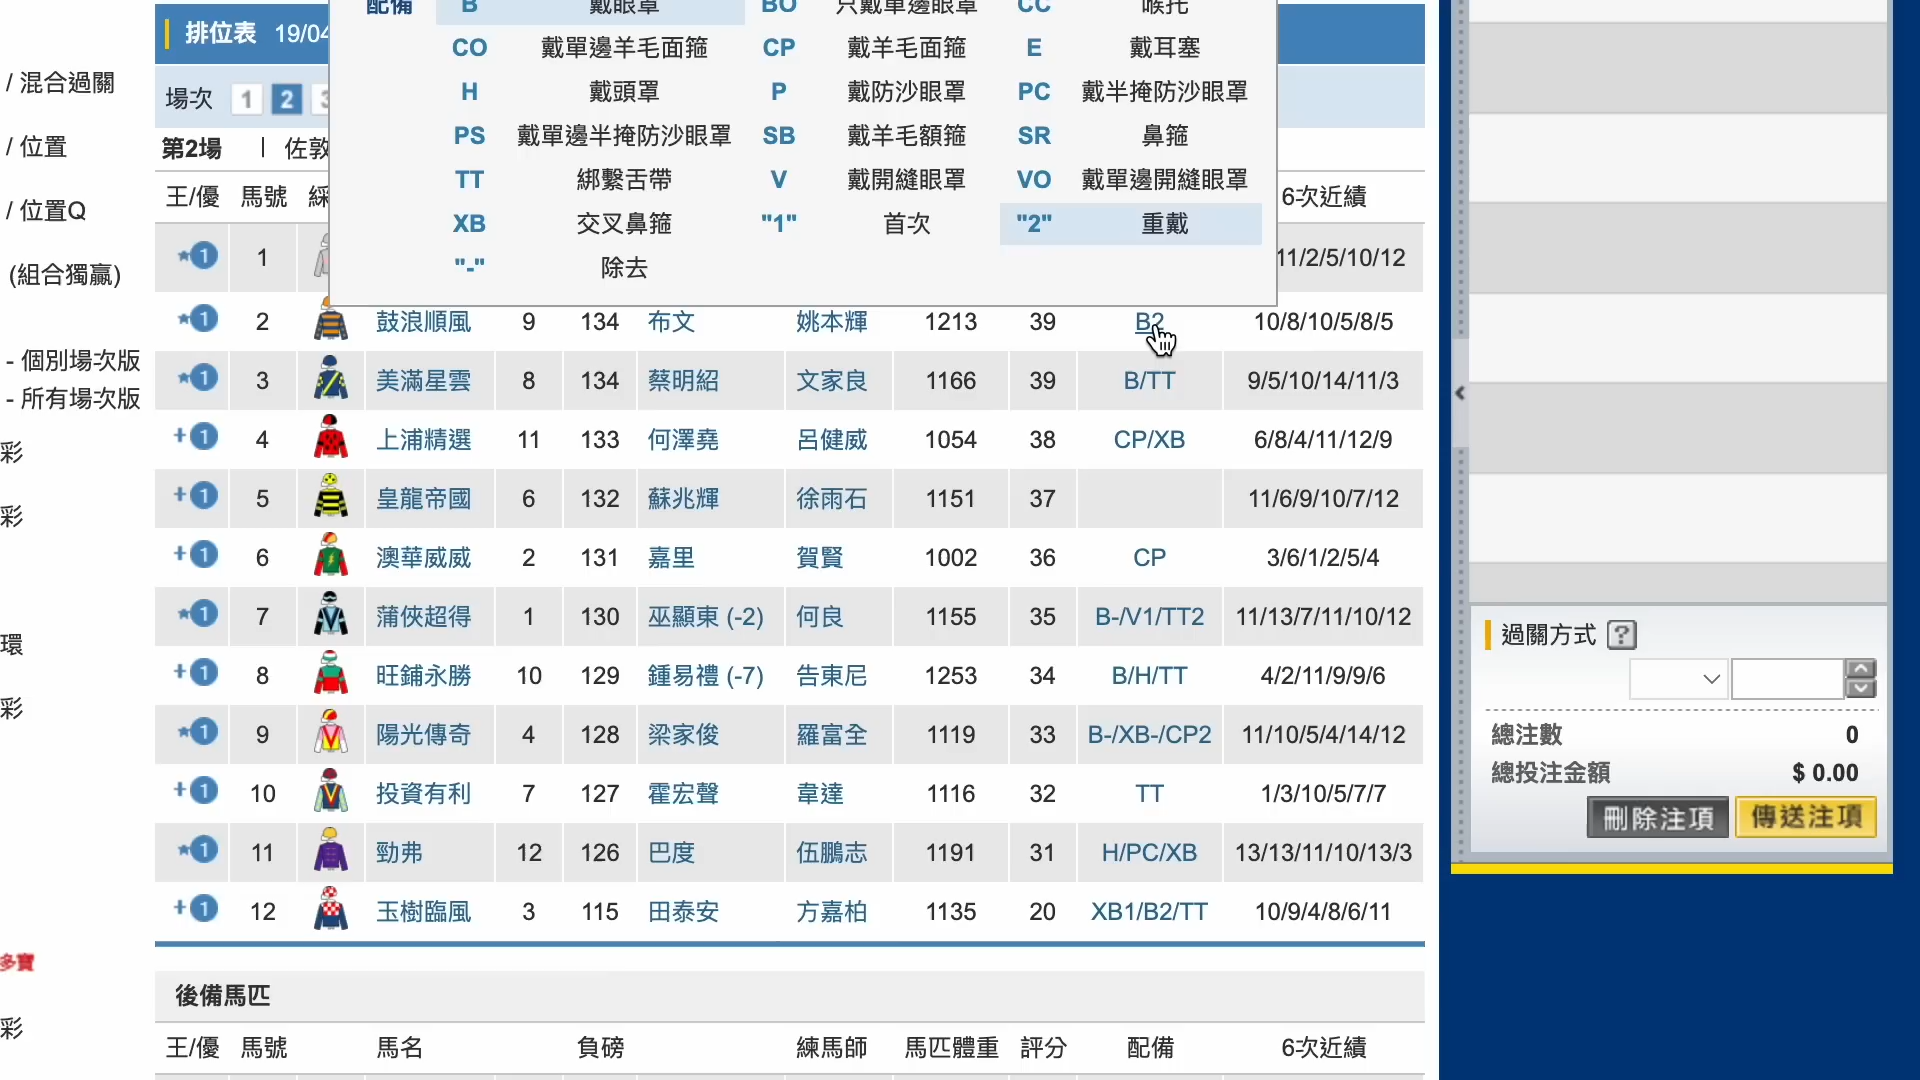 配備 B 戴眼罩 BO 只戴單邊眼罩 CC 喉托
排位表 19/04
CO 戴單邊羊毛面箍 CP 戴羊毛面箍 E 戴耳塞
/ 混合過關
場次 1 2 3
H 戴頭罩 P 戴防沙眼罩 PC 戴半掩防沙眼罩
PS 戴單邊半掩防沙眼罩 SB 戴羊毛額箍 SR 鼻箍
/ 位置
第2場 | 佐敦
TT 綁繫舌帶 V 戴開縫眼罩 VO 戴單邊開縫眼罩
/ 位置Q
王/優 馬號 綵 6次近績
XB 交叉鼻箍 "1" 首次 "2" 重戴
"-" 除去
(組合獨贏)
1 1 11/2/5/10/12
1 2 鼓浪順風 9 134 布文 姚本輝 1213 39 B2 10/8/10/5/8/5
- 個別場次版
1 3 美滿星雲 8 134 蔡明紹 文家良 1166 39 B/TT 9/5/10/14/11/3
- 所有場次版
+1 4 上浦精選 11 133 何澤堯 呂健威 1054 38 CP/XB 6/8/4/11/12/9
彩
+1 5 皇龍帝國 6 132 蘇兆輝 徐雨石 1151 37 11/6/9/10/7/12
彩
+1 6 澳華威威 2 131 嘉里 賀賢 1002 36 CP 3/6/1/2/5/4
1 7 蒲俠超得 1 130 巫顯東 (-2) 何良 1155 35 B-/V1/TT2 11/13/7/11/10/12
環
+1 8 旺鋪永勝 10 129 鍾易禮 (-7) 告東尼 1253 34 B/H/TT 4/2/11/9/9/6
彩
1 9 陽光傳奇 4 128 梁家俊 羅富全 1119 33 B-/XB-/CP2 11/10/5/4/14/12
+1 10 投資有利 7 127 霍宏聲 韋達 1116 32 TT 1/3/10/5/7/7
1 11 勁弗 12 126 巴度 伍鵬志 1191 31 H/PC/XB 13/13/11/10/13/3
+1 12 玉樹臨風 3 115 田泰安 方嘉柏 1135 20 XB1/B2/TT 10/9/4/8/6/11
多寶
後備馬匹
彩
王/優 馬號 馬名 負磅 練馬師 馬匹體重 評分 配備 6次近績
過關方式 ?
總注數 0
總投注金額 $ 0.00
刪除注項 傳送注項